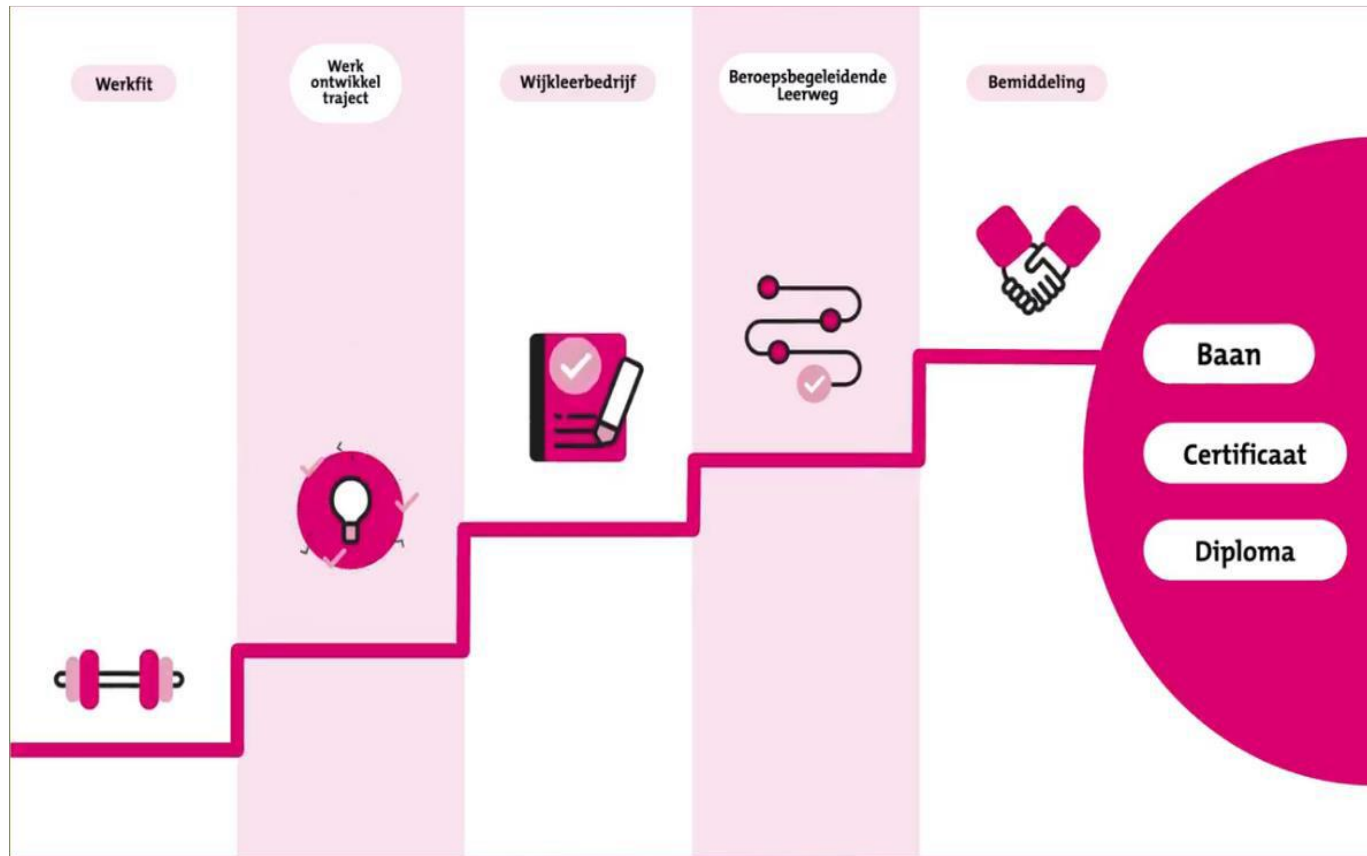 Werkfit
Werk
ontwikkel
traject
Wijkleerbedrijf
Beroepsbegeleidende
Leerweg
Bemiddeling
Baan
Certificaat
Diploma